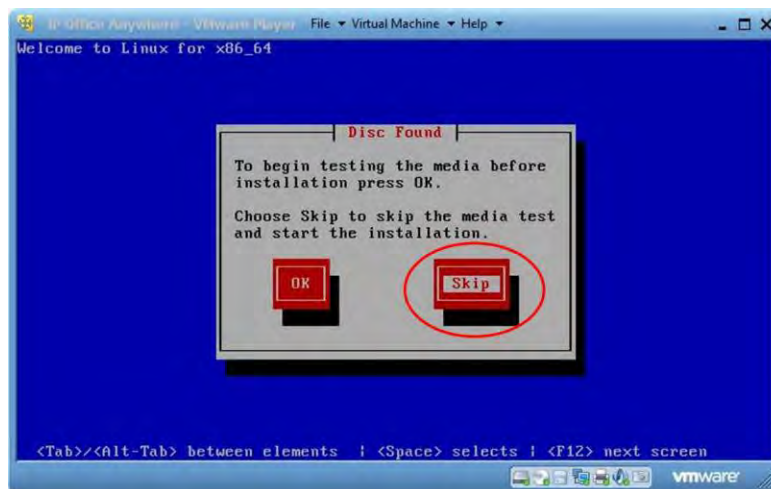 IP Office Anywhere - VMware Player File Virtual Machine Help
Welcome to Linux for x86_64
Disc Found
To begin testing the media before
installation press OK.
Choose Skip to skip the media test
and start the installation.
OK Skip
<Tab>/<Alt-Tab> between elements | <Space> selects | <F12> next screen
vmware